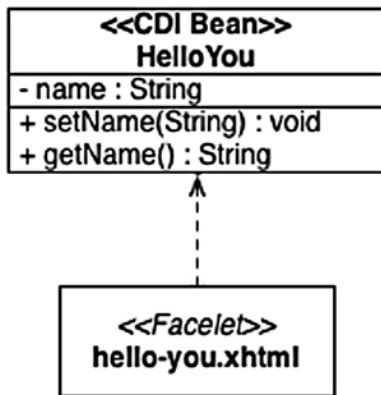 <<CDI Bean>>
HelloYou
- name : String
+ setName(String) : void
+ getName() : String
<<Facelet>>
hello-you.xhtml